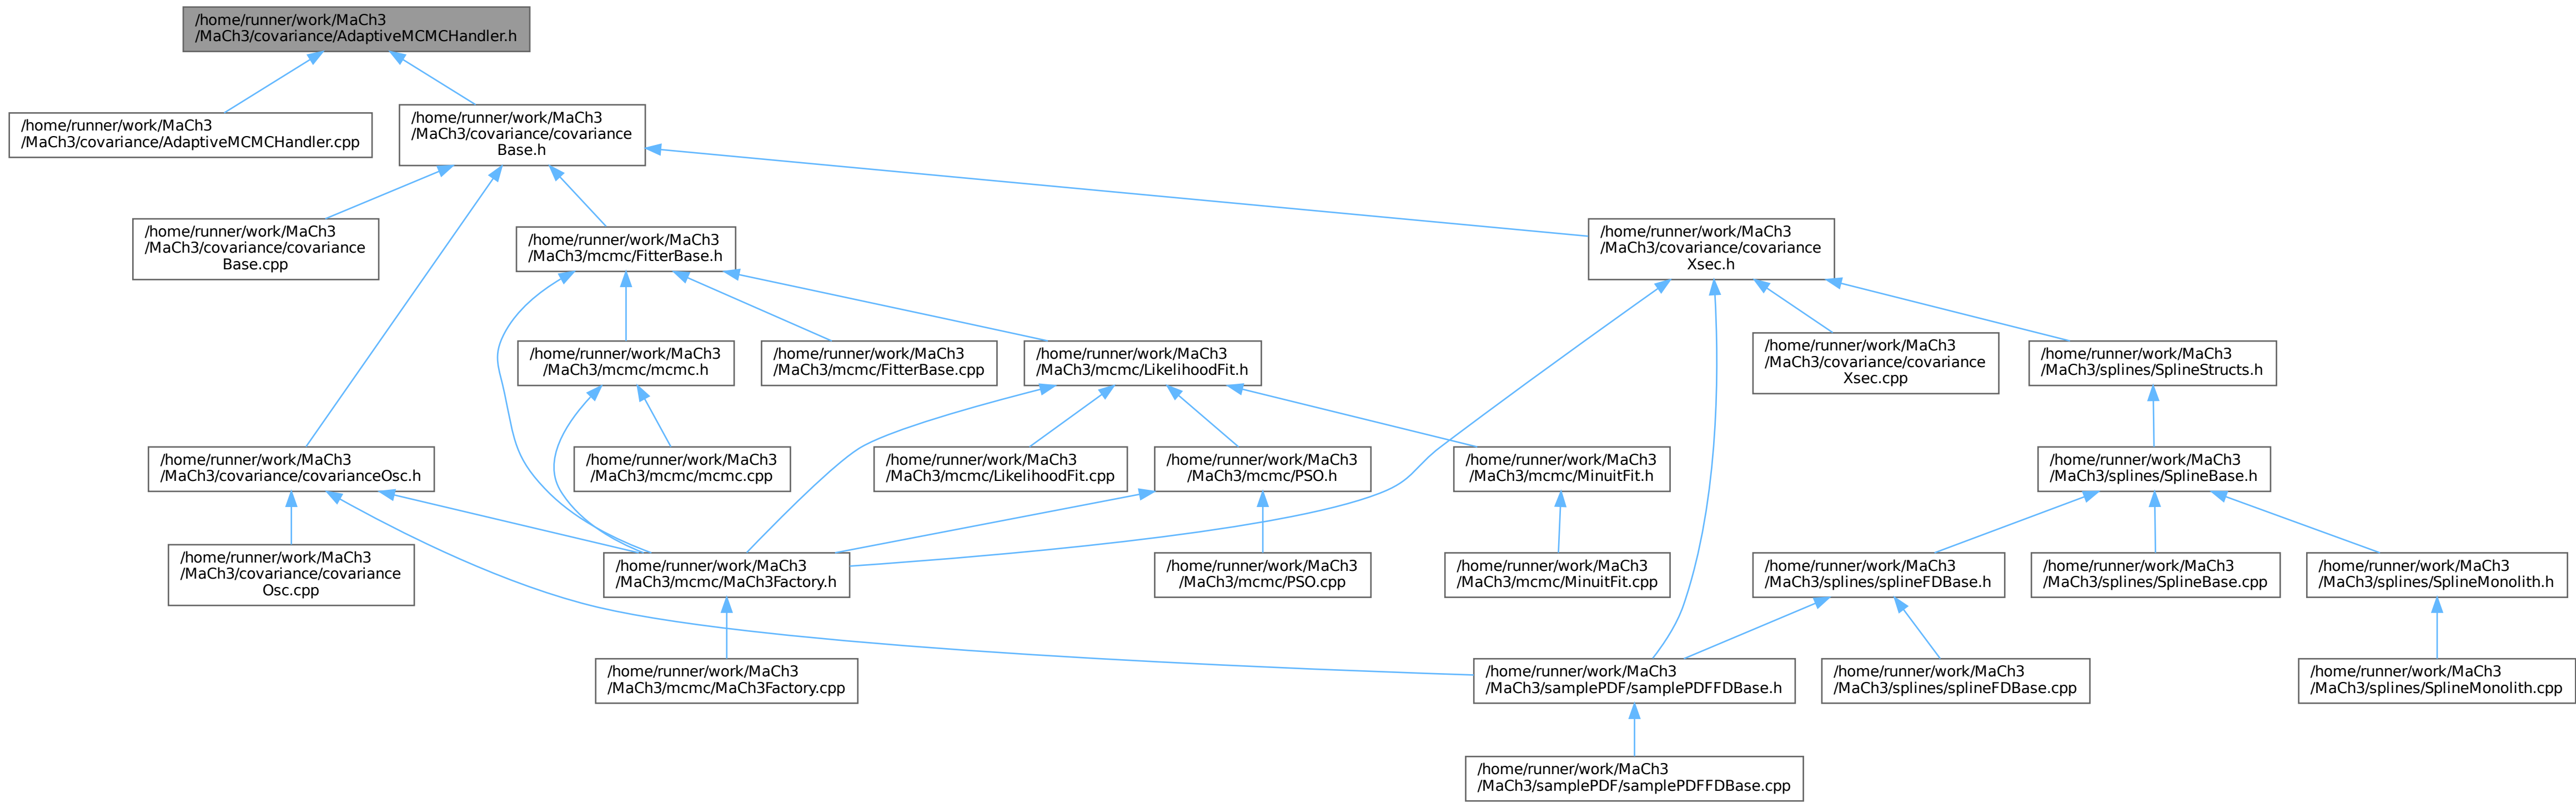 /home/runner/work/MaCh3
/MaCh3/covariance/AdaptiveMCMCHandler.h
/home/runner/work/MaCh3
/MaCh3/covariance/AdaptiveMCMCHandler.cpp
/home/runner/work/MaCh3
/MaCh3/covariance/covariance
Base.h
/home/runner/work/MaCh3
/MaCh3/covariance/covariance
Base.cpp
/home/runner/work/MaCh3
/MaCh3/mcmc/FitterBase.h
/home/runner/work/MaCh3
/MaCh3/covariance/covariance
Xsec.h
/home/runner/work/MaCh3
/MaCh3/mcmc/mcmc.h
/home/runner/work/MaCh3
/MaCh3/mcmc/FitterBase.cpp
/home/runner/work/MaCh3
/MaCh3/mcmc/LikelihoodFit.h
/home/runner/work/MaCh3
/MaCh3/covariance/covariance
Xsec.cpp
/home/runner/work/MaCh3
/MaCh3/splines/SplineStructs.h
/home/runner/work/MaCh3
/MaCh3/covariance/covarianceOsc.h
/home/runner/work/MaCh3
/MaCh3/mcmc/mcmc.cpp
/home/runner/work/MaCh3
/MaCh3/mcmc/LikelihoodFit.cpp
/home/runner/work/MaCh3
/MaCh3/mcmc/PSO.h
/home/runner/work/MaCh3
/MaCh3/mcmc/MinuitFit.h
/home/runner/work/MaCh3
/MaCh3/splines/SplineBase.h
/home/runner/work/MaCh3
/MaCh3/covariance/covariance
Osc.cpp
/home/runner/work/MaCh3
/MaCh3/mcmc/MaCh3Factory.h
/home/runner/work/MaCh3
/MaCh3/mcmc/PSO.cpp
/home/runner/work/MaCh3
/MaCh3/mcmc/MinuitFit.cpp
/home/runner/work/MaCh3
/MaCh3/splines/splineFDBase.h
/home/runner/work/MaCh3
/MaCh3/splines/SplineBase.cpp
/home/runner/work/MaCh3
/MaCh3/splines/SplineMonolith.h
/home/runner/work/MaCh3
/MaCh3/mcmc/MaCh3Factory.cpp
/home/runner/work/MaCh3
/MaCh3/samplePDF/samplePDFFDBase.h
/home/runner/work/MaCh3
/MaCh3/splines/splineFDBase.cpp
/home/runner/work/MaCh3
/MaCh3/splines/SplineMonolith.cpp
/home/runner/work/MaCh3
/MaCh3/samplePDF/samplePDFFDBase.cpp